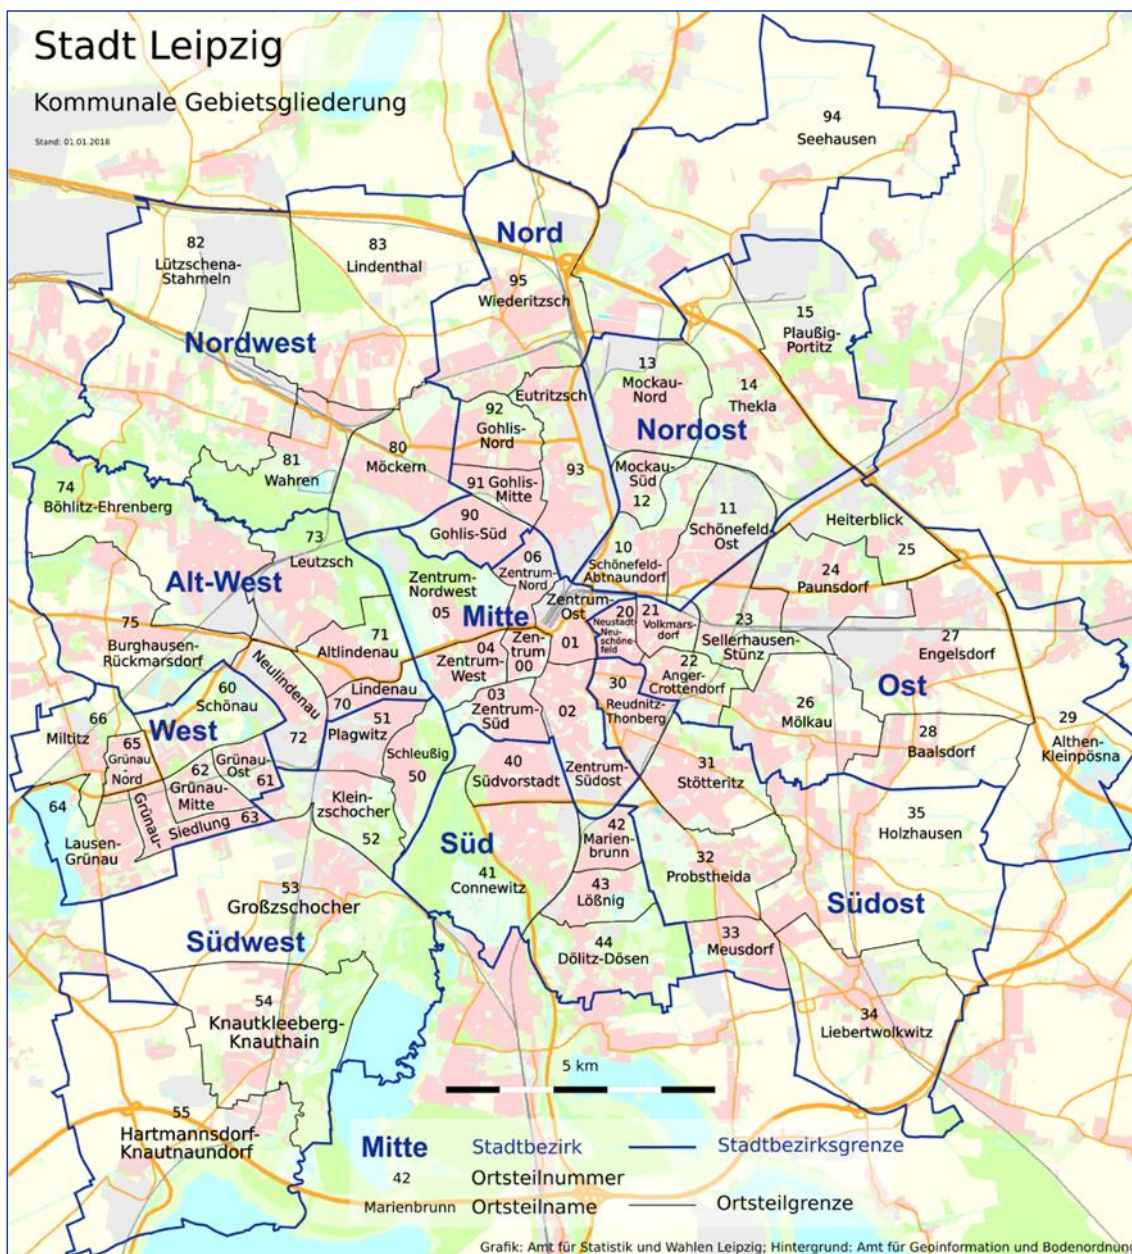 Stadt Leipzig
Kommunale Gebietsgliederung
Stand: 01.01.2018
94
Seehausen
Nord
82
Lützschena-
Stahmeln
83
Lindenthal
95
Wiederitzsch
15
Plaußig-
Portitz
Nordwest
13
Mockau-
Nord
14
Thekla
Eutritzsch
92
Gohlis-
Nord
Nordost
80
Möckern
81
Wahren
93
Mockau-
Süd
12
74
Böhlitz-Ehrenberg
91 Gohlis-
Mitte
11
Schönefeld-
Ost
90
Gohlis-Süd
Heiterblick
25
73
Leutzsch
06
Zentrum-
Nord
10
Schönefeld-
Abtnaundorf
24
Paunsdorf
Alt-West
Zentrum-
Nordwest
05
Mitte
Zentrum-
Ost
01
20
Neustadt-
Neu-
schöne-
feld
21
Volkmars-
dorf
23
Sellerhausen-
Stünz
75
Burghausen-
Rückmarsdorf
71
Altlindenau
04
Zentrum-
West
Zen-
trum
00
27
Engelsdorf
22
Anger-
Crottendorf
Neulindenau
Lindenau
70
60
Schönau
03
Zentrum-
Süd
02
30
Reudnitz-
Thonberg
Ost
26
Mölkau
66
Miltitz
West
72
51
Plagwitz
28
Baalsdorf
29
Althen-
Kleinpösna
65
Grünau
Nord
62
Grünau-
Mitte
Grünau-
Ost
61
Schleußig
50
40
Südvorstadt
Zentrum-
Südost
31
Stötteritz
64
Lausen-
Grünau
Grünau-
Siedlung
63
Klein-
zschocher
52
42
Marien-
brunn
35
Holzhausen
Süd
41
Connewitz
32
Probstheida
43
Lößnig
53
Großzschocher
Südost
Südwest
33
Meusdorf
44
Dölitz-Dösen
54
Knautkleeberg-
Knauthain
34
Liebertwolkwitz
5 km
55
Hartmannsdorf-
Knautnaundorf
Mitte Stadtbezirk Stadtbezirksgrenze
42 Ortsteilnummer
Marienbrunn Ortsteilname Ortsteilgrenze
Grafik: Amt für Statistik und Wahlen Leipzig; Hintergrund: Amt für Geoinformation und Bodenordnung